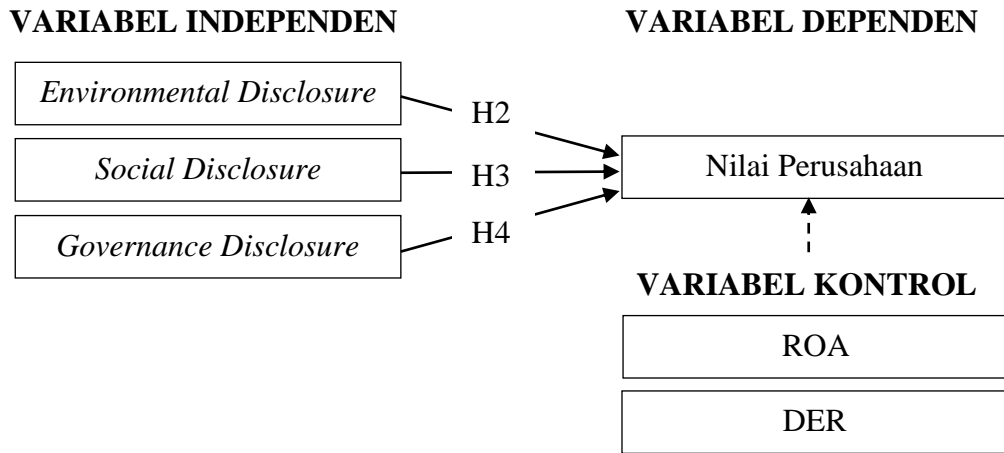 VARIABEL INDEPENDEN
VARIABEL DEPENDEN
Environmental Disclosure
H2
Social Disclosure
H3
Nilai Perusahaan
Governance Disclosure
H4
VARIABEL KONTROL
ROA
DER